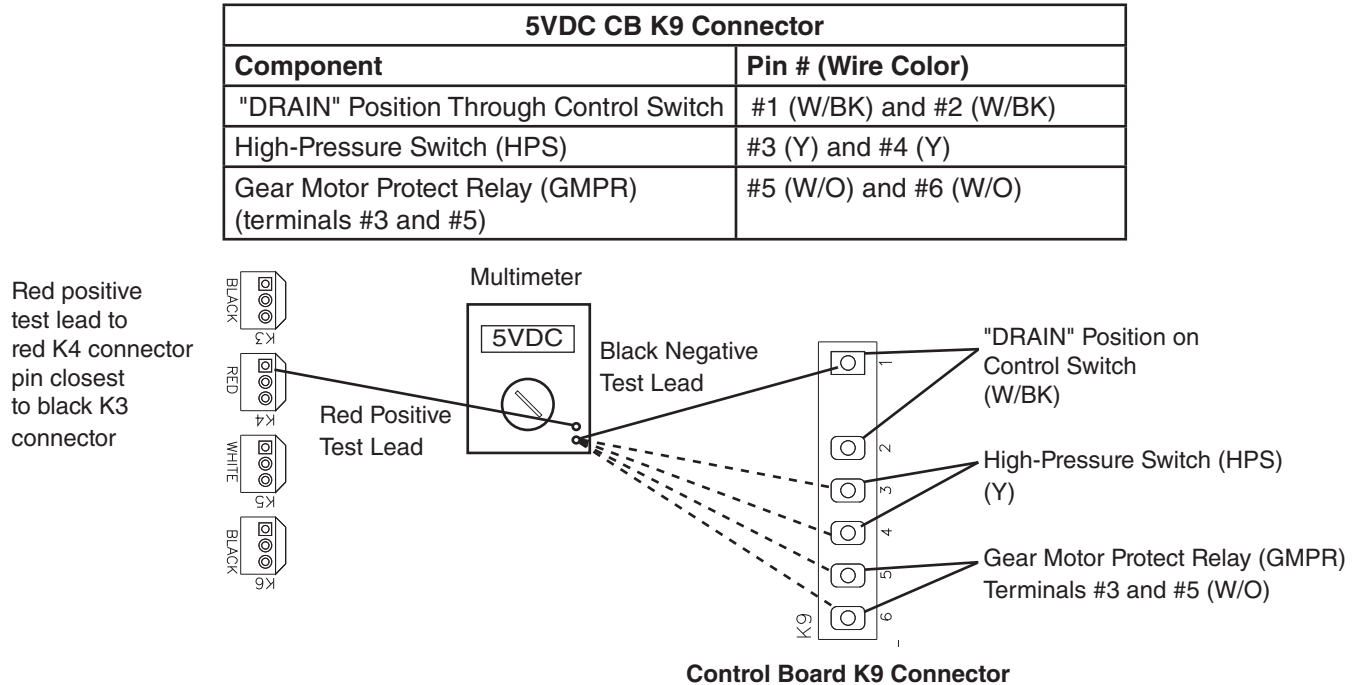 5VDC CB K9 Connector
Component
Pin # (Wire Color)
"DRAIN" Position Through Control Switch
#1 (W/BK) and #2 (W/BK)
High-Pressure Switch (HPS)
#3 (Y) and #4 (Y)
Gear Motor Protect Relay (GMPR)
(terminals #3 and #5)
#5 (W/O) and #6 (W/O)
Red positive
test lead to
red K4 connector
pin closest
to black K3
connector
BLACK
K3
RED
K4
WHITE
K5
BLACK
K6
Multimeter
5VDC
Red Positive
Test Lead
Black Negative
Test Lead
1
2
3
4
5
6
K9
"DRAIN" Position on
Control Switch
(W/BK)
High-Pressure Switch (HPS)
(Y)
Gear Motor Protect Relay (GMPR)
Terminals #3 and #5 (W/O)
Control Board K9 Connector